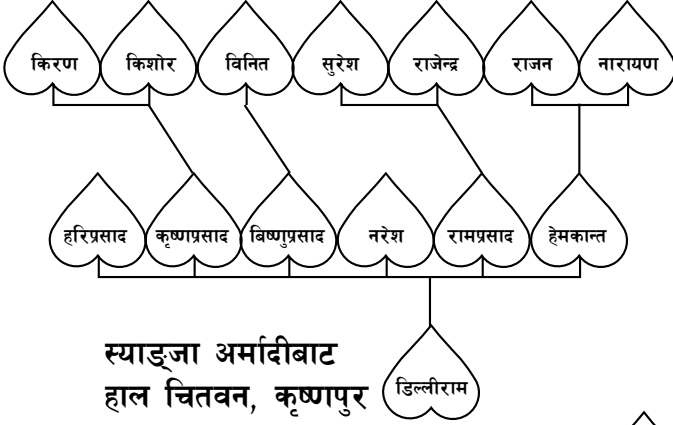 किरण किशोर विनित सुरेश राजेन्द्र राजन नारायण
हरिप्रसाद कृष्णप्रसाद बिष्णुप्रसाद नरेश रामप्रसाद हेमकान्त
स्याङ्जा अर्मादीबाट
हाल चितवन, कृष्णपुर
डिल्लीराम